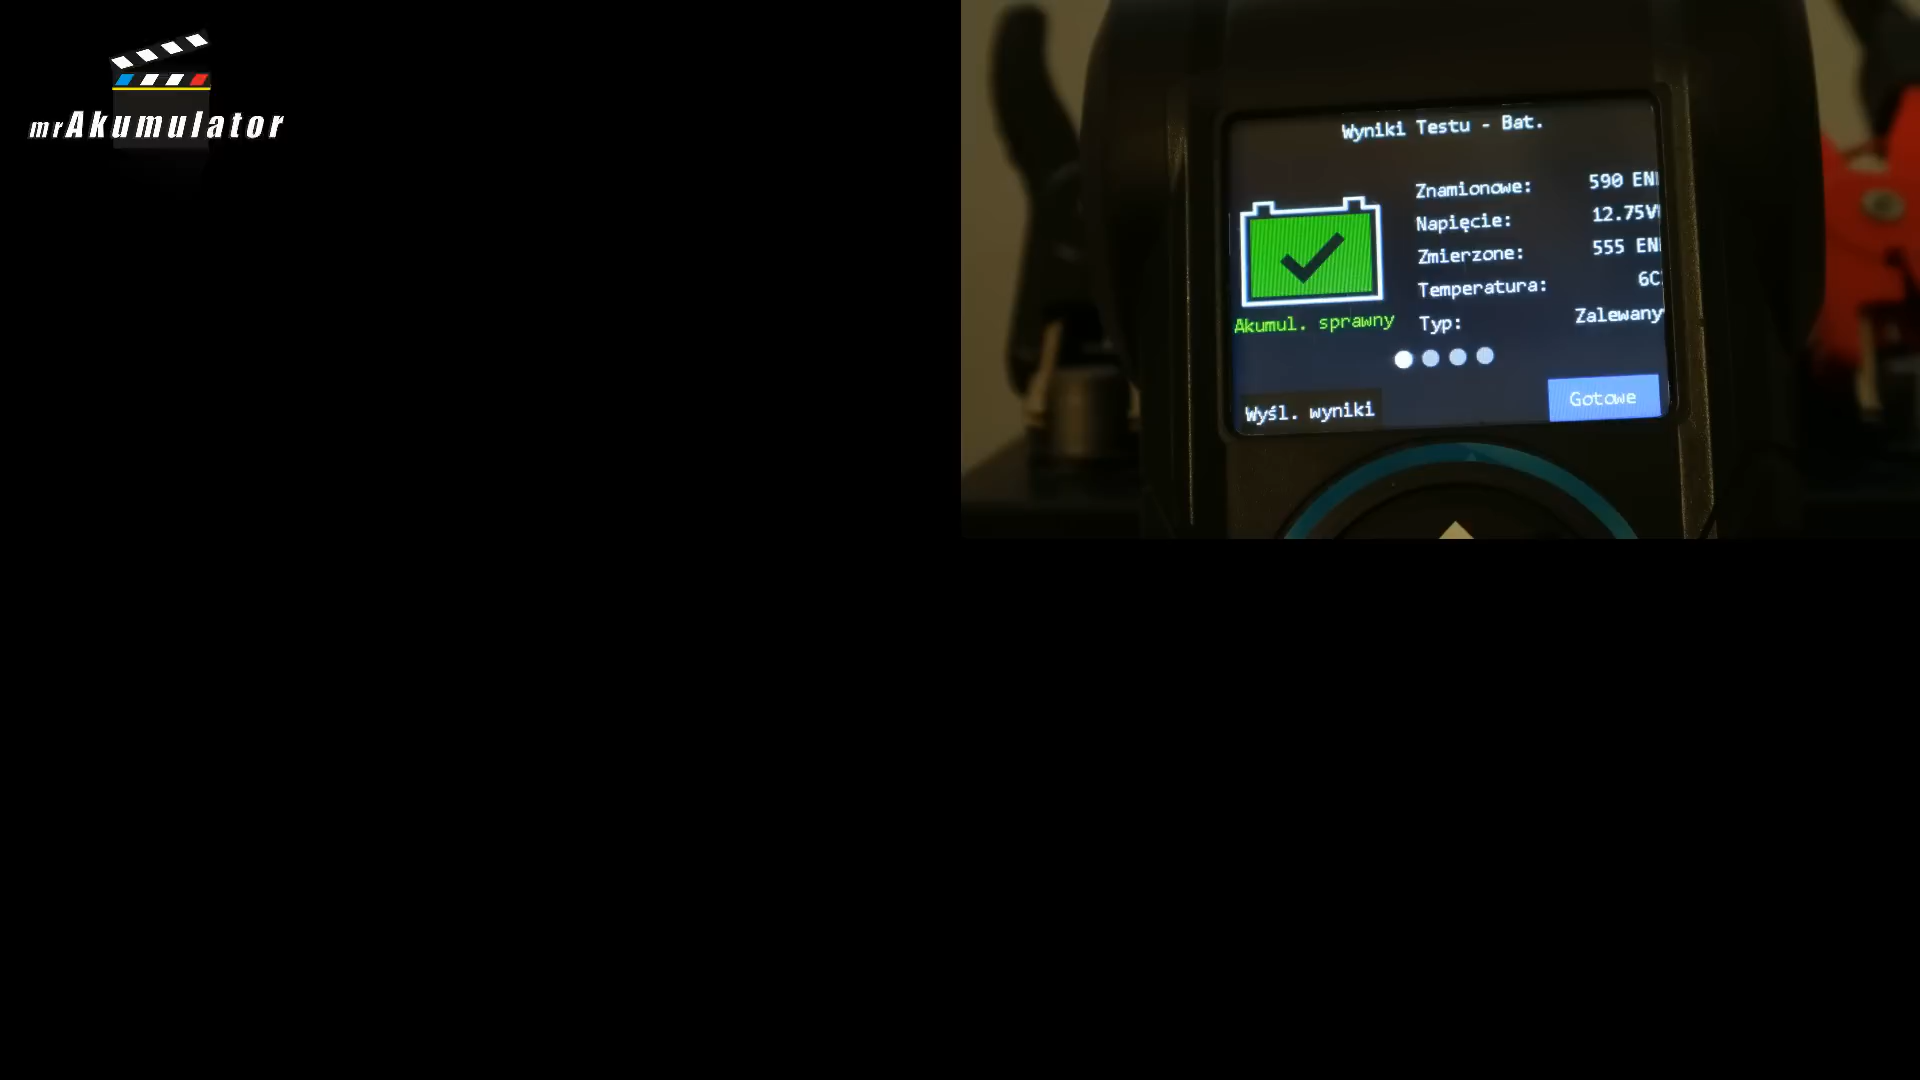 mrAkumulator
Wyniki Testu - Bat.
Znamionowe: 590 EN
Napięcie: 12.75V
Zmierzone: 555 EN
Temperatura: 6C
Typ: Zalewany
Akumul. sprawny
Wyśl. wyniki
Gotowe